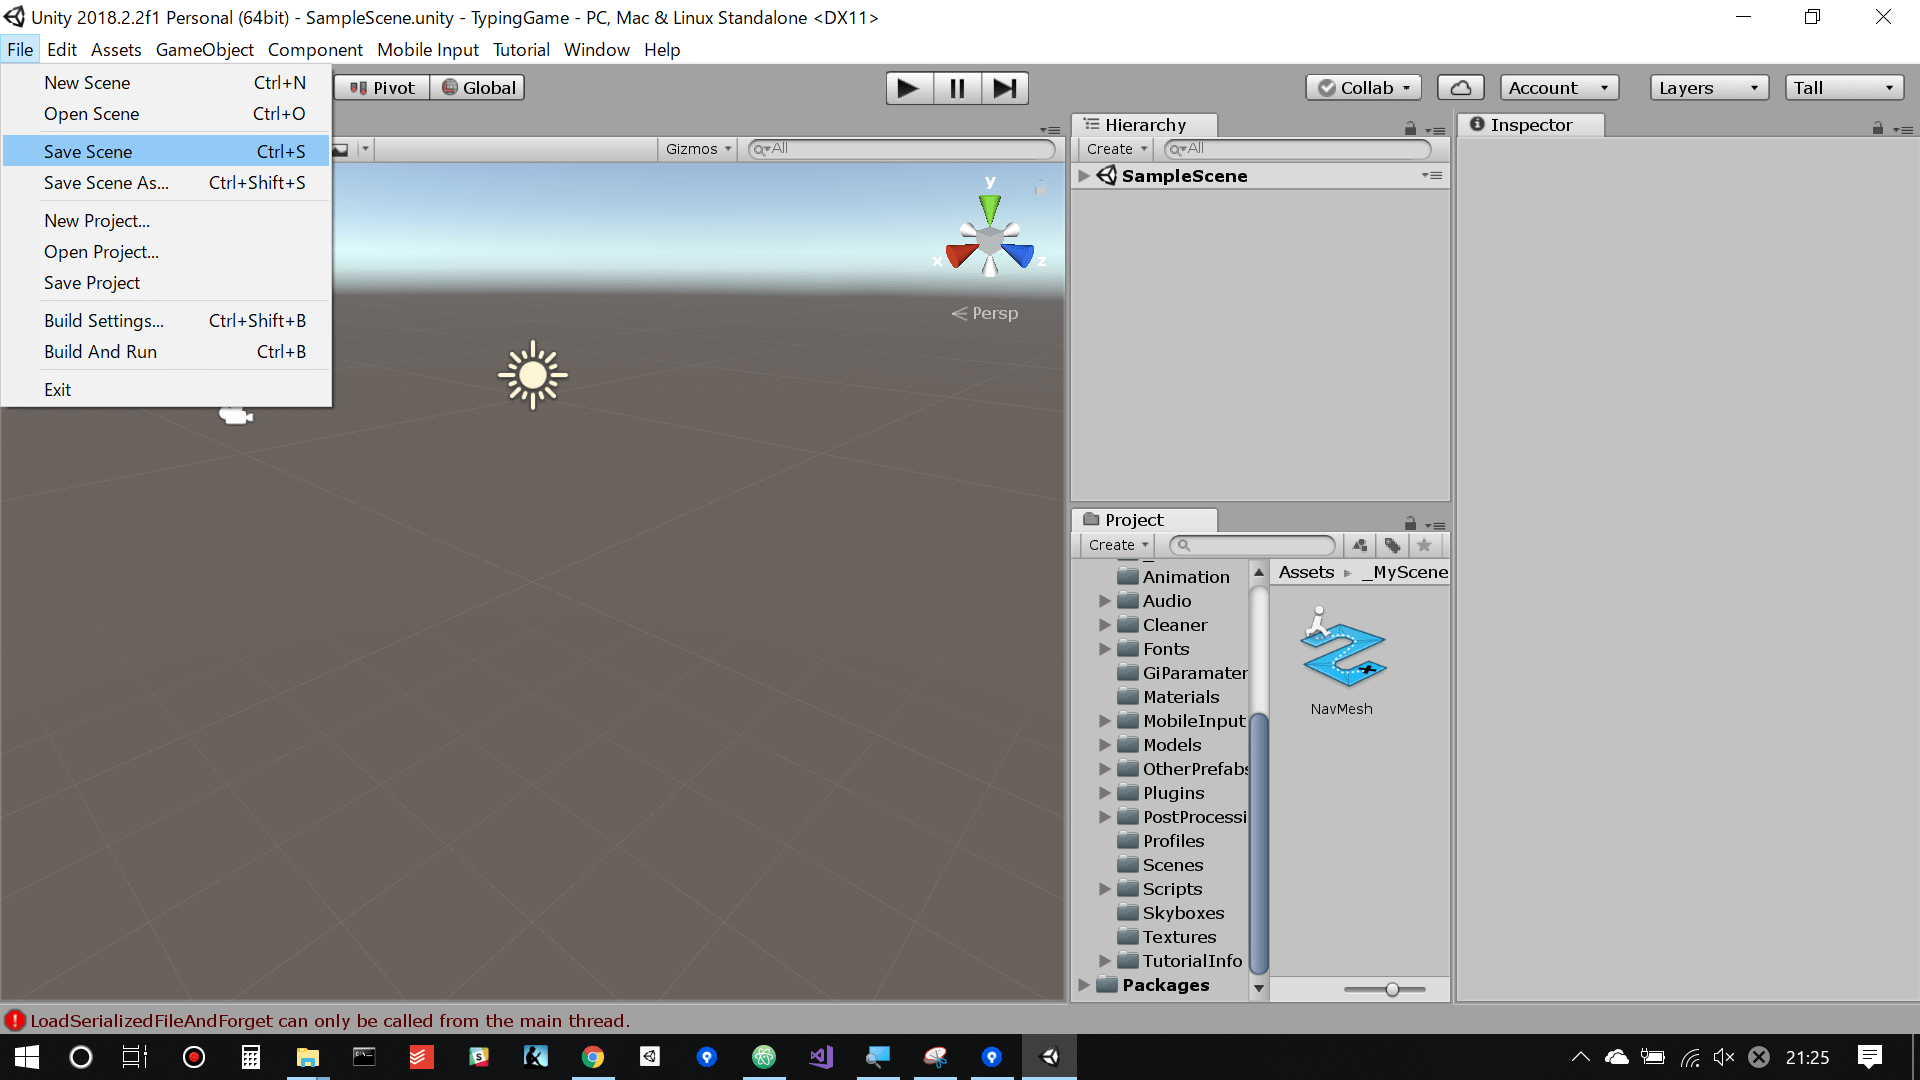 Unity 2018.2.2f1 Personal (64bit) - SampleScene.unity - TypingGame - PC, Mac & Linux Standalone <DX11>
File Edit Assets GameObject Component Mobile Input Tutorial Window Help
New Scene Ctrl+N
Open Scene Ctrl+O
Save Scene Ctrl+S
Save Scene As... Ctrl+Shift+S
New Project...
Open Project...
Save Project
Build Settings... Ctrl+Shift+B
Build And Run Ctrl+B
Exit
Pivot Global
Collab Account Layers Tall
Gizmos All
y
x z
Persp
Hierarchy
Create All
SampleScene
Inspector
Project
Create
Animation
Audio
Cleaner
Fonts
GiParamater
Materials
MobileInput
Models
OtherPrefabs
Plugins
PostProcessi
Profiles
Scenes
Scripts
Skyboxes
Textures
TutorialInfo
Packages
Assets _MyScene
NavMesh
LoadSerializedFileAndForget can only be called from the main thread.
21:25